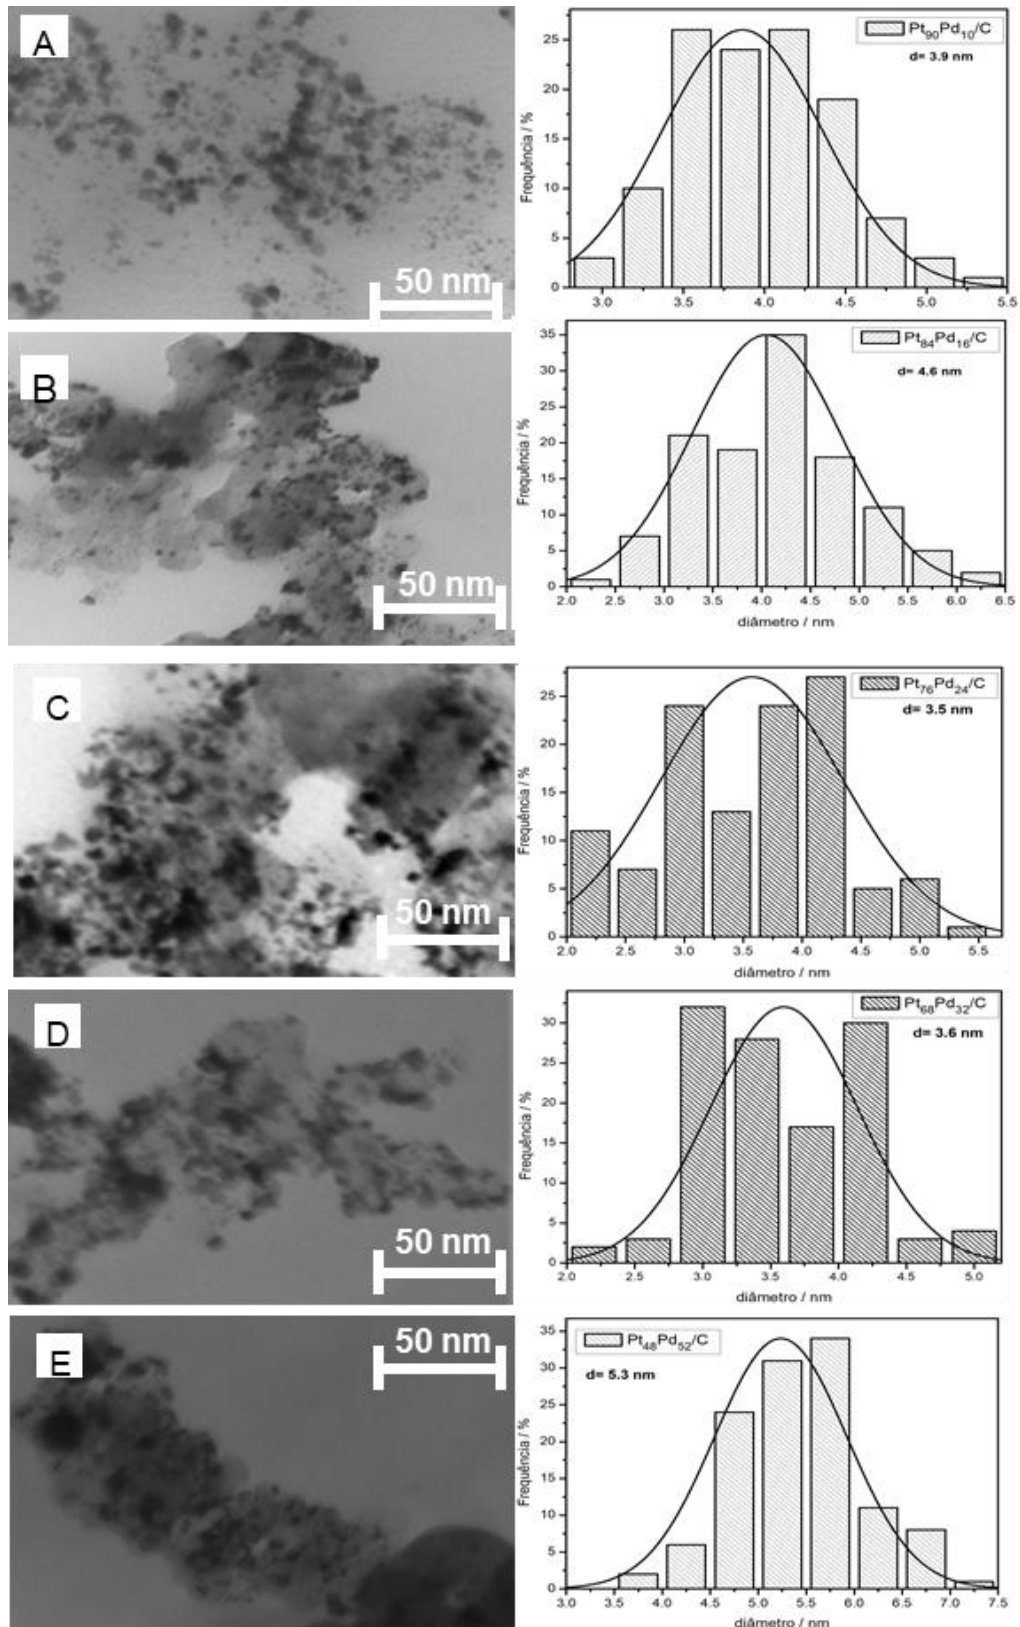 A
50 nm
Frequência / %
25
20
15
10
5
0
3.0 3.5 4.0 4.5 5.0 5.5
Pt90Pd10/C
d= 3.9 nm
B
50 nm
Frequência / %
35
30
25
20
15
10
5
0
2.0 2.5 3.0 3.5 4.0 4.5 5.0 5.5 6.0 6.5
diâmetro / nm
Pt84Pd16/C
d= 4.6 nm
C
50 nm
Frequência / %
25
20
15
10
5
0
2.0 2.5 3.0 3.5 4.0 4.5 5.0 5.5
diâmetro / nm
Pt76Pd24/C
d= 3.5 nm
D
50 nm
Frequência / %
30
25
20
15
10
5
0
2.0 2.5 3.0 3.5 4.0 4.5 5.0
diâmetro / nm
Pt68Pd32/C
d= 3.6 nm
E
50 nm
Frequência / %
35
30
25
20
15
10
5
0
3.0 3.5 4.0 4.5 5.0 5.5 6.0 6.5 7.0 7.5
diâmetro / nm
Pt48Pd52/C
d= 5.3 nm